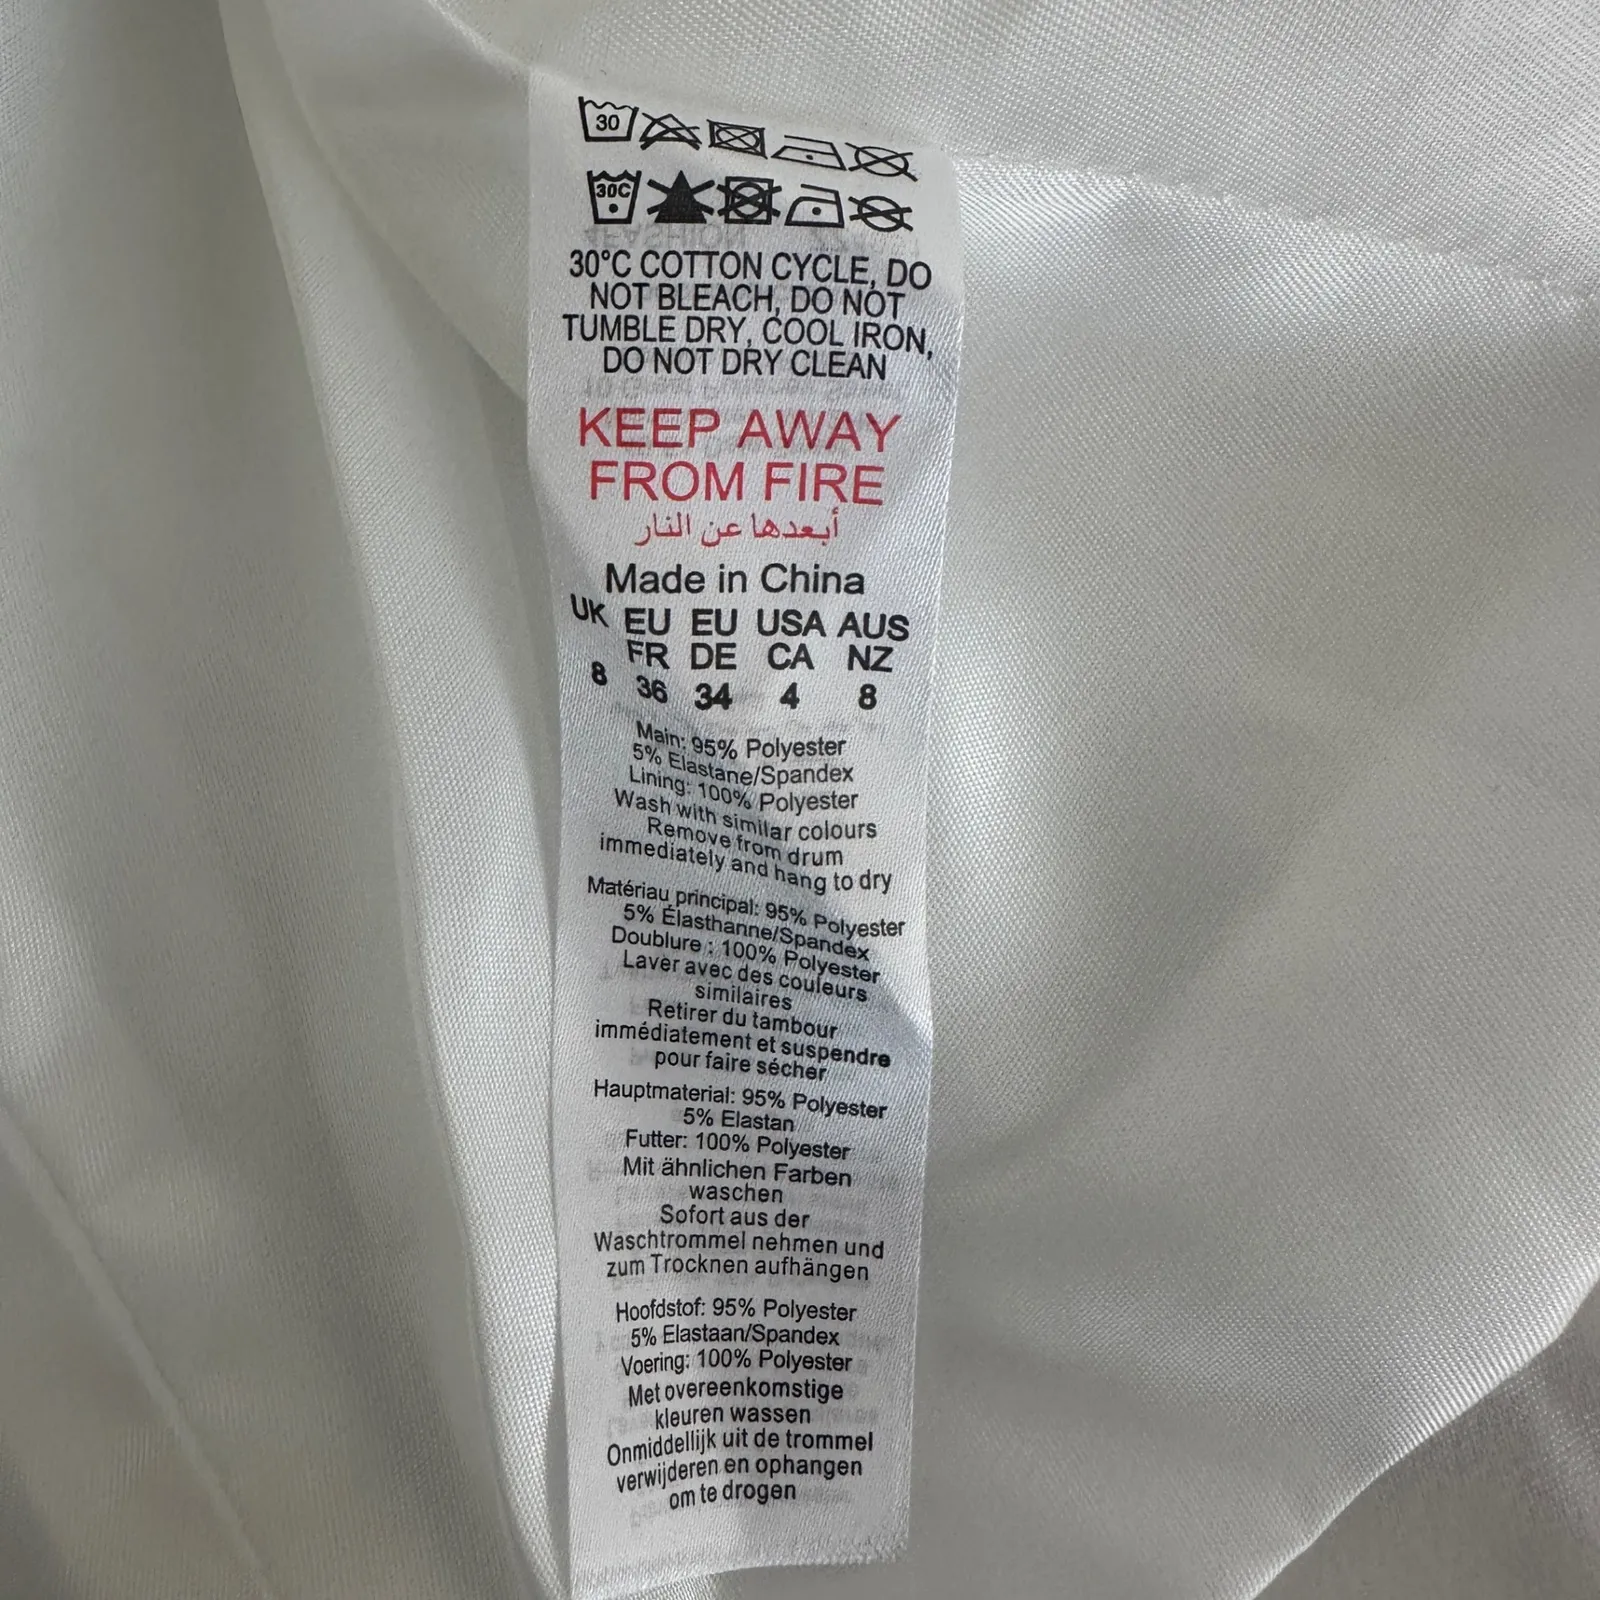 30
30C
30°C COTTON CYCLE, DO
NOT BLEACH, DO NOT
TUMBLE DRY, COOL IRON,
DO NOT DRY CLEAN
KEEP AWAY
FROM FIRE
أبعدها عن النار
Made in China
UK EU EU USA AUS
FR DE CA NZ
8 36 34 4 8
Main: 95% Polyester
5% Elastane/Spandex
Lining: 100% Polyester
Wash with similar colours
Remove from drum
immediately and hang to dry
Matériau principal: 95% Polyester
5% Élasthanne/Spandex
Doublure : 100% Polyester
Laver avec des couleurs
similaires
Retirer du tambour
immédiatement et suspendre
pour faire sécher
Hauptmaterial: 95% Polyester
5% Elastan
Futter: 100% Polyester
Mit ähnlichen Farben
waschen
Sofort aus der
Waschtrommel nehmen und
zum Trocknen aufhängen
Hoofdstof: 95% Polyester
5% Elastaan/Spandex
Voering: 100% Polyester
Met overeenkomstige
kleuren wassen
Onmiddellijk uit de trommel
verwijderen en ophangen
om te drogen